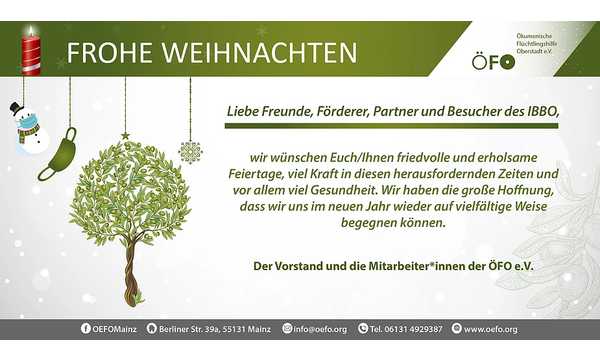 FROHE WEIHNACHTEN
ÖFO
Ökumenische
Flüchtlingshilfe
Oberstadt e.V.
Liebe Freunde, Förderer, Partner und Besucher des IBBO,
wir wünschen Euch/Ihnen friedvolle und erholsame
Feiertage, viel Kraft in diesen herausfordernden Zeiten und
vor allem viel Gesundheit. Wir haben die große Hoffnung,
dass wir uns im neuen Jahr wieder auf vielfältige Weise
begegnen können.
Der Vorstand und die Mitarbeiter*innen der ÖFO e.V.
OEFOMainz Berliner Str. 39a, 55131 Mainz info@oefo.org Tel. 06131 4929387 www.oefo.org